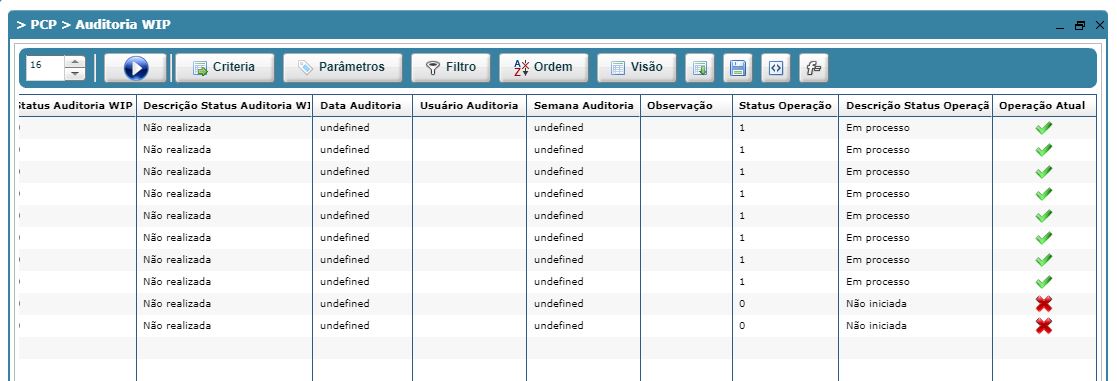 > PCP > Auditoria WIP
16 Criteria Parâmetros Filtro Ordem Visão
Status Auditoria WIP Descrição Status Auditoria WI Data Auditoria Usuário Auditoria Semana Auditoria Observação Status Operação Descrição Status Operaçã Operação Atual
Não realizada undefined undefined 1 Em processo
Não realizada undefined undefined 1 Em processo
Não realizada undefined undefined 1 Em processo
Não realizada undefined undefined 1 Em processo
Não realizada undefined undefined 1 Em processo
Não realizada undefined undefined 1 Em processo
Não realizada undefined undefined 1 Em processo
Não realizada undefined undefined 1 Em processo
Não realizada undefined undefined 0 Não iniciada
Não realizada undefined undefined 0 Não iniciada